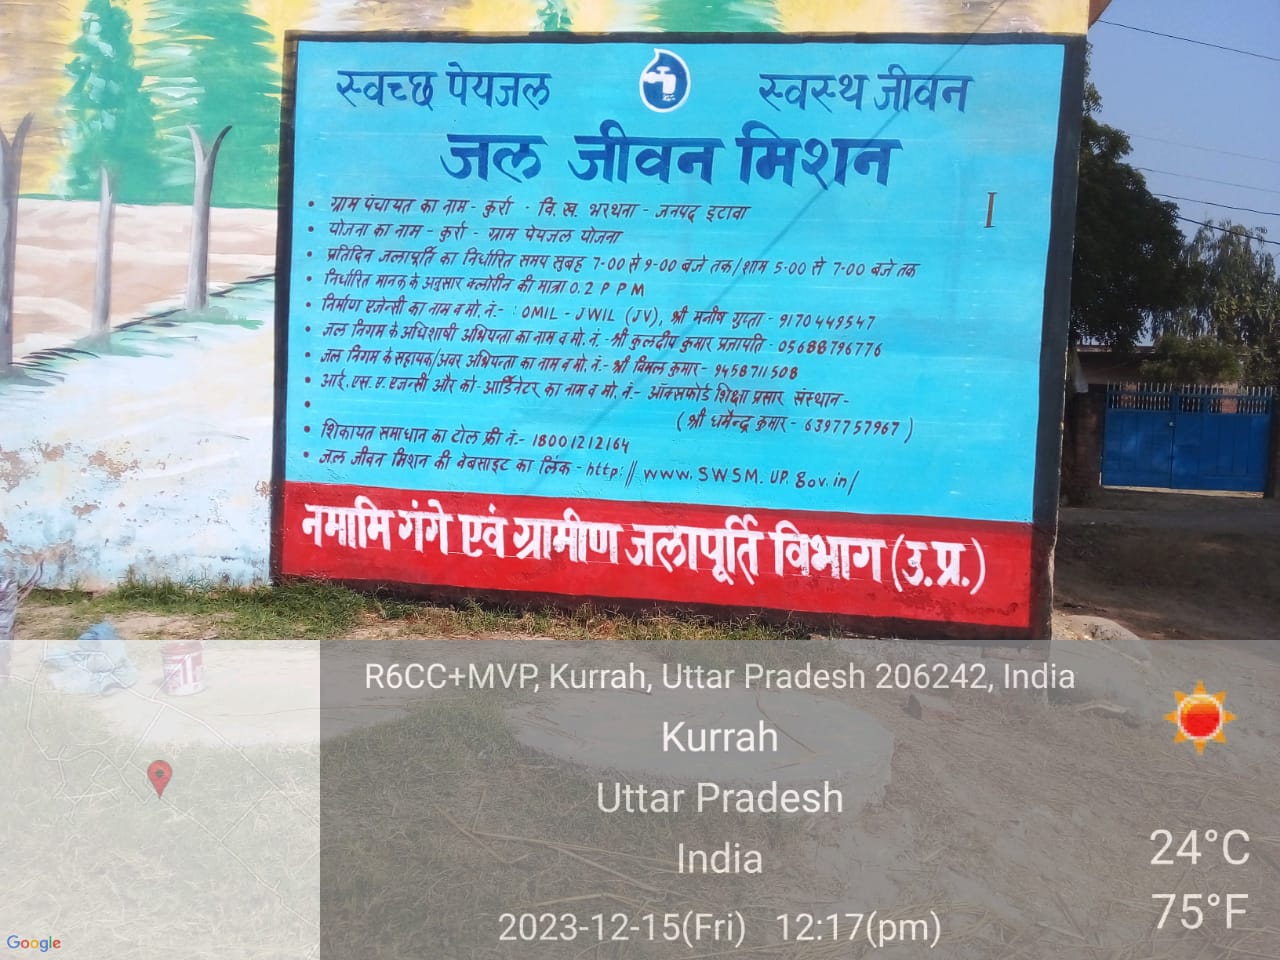 स्वच्छ पेयजल स्वस्थ जीवन
जल जीवन मिशन
I
• ग्राम पंचायत का नाम - कुर्रा - वि.ख. भरथना - जनपद इटावा
• योजना का नाम - कुर्रा - ग्राम पेयजल योजना
• प्रतिदिन जलापूर्ति का निर्धारित समय सुबह 7-00 से 9-00 बजे तक/शाम 5-00 से 7-00 बजे तक
• निर्धारित मानक के अनुसार क्लोरीन की मात्रा 0.2 P P M
• निर्माण एजेन्सी का नाम व मो. नं.- : OMIL - JWIL (JV), श्री मनीष गुप्ता - 9170449547
• जल निगम के अधिशाषी अभियन्ता का नाम व मो. नं. - श्री कुलदीप कुमार प्रजापति - 05688796776
• जल निगम के सहायक/अवर अभियन्ता का नाम व मो. नं.- श्री विमल कुमार - 9458711508
• आई. एस. ए. एजन्सी और को-आर्डिनेटर का नाम व मो. नं.- ऑक्सफोर्ड शिक्षा प्रसार संस्थान -
• (श्री धर्मेन्द्र कुमार - 6397757967)
• शिकायत समाधान का टोल फ्री नं.- 18001212164
• जल जीवन मिशन की वेबसाइट का लिंक - http:// www.SWSM.UP.Gov.in/
नमामि गंगे एवं ग्रामीण जलापूर्ति विभाग (उ.प्र.)
R6CC+MVP, Kurrah, Uttar Pradesh 206242, India
Kurrah
Uttar Pradesh
India
24°C
75°F
2023-12-15(Fri) 12:17(pm)
Google